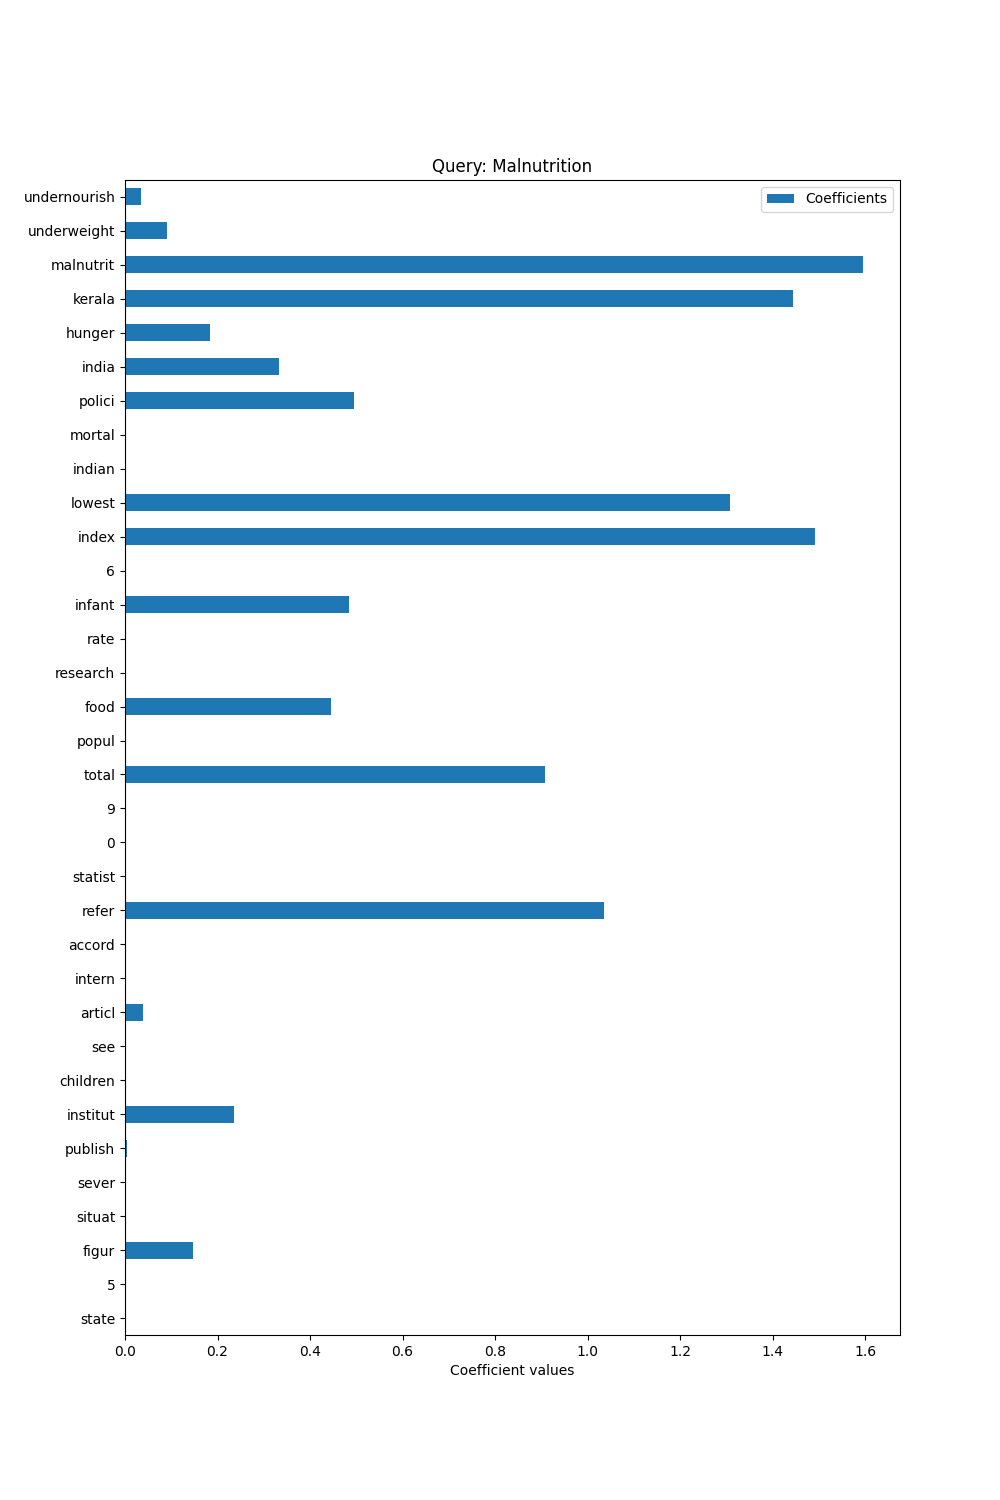 Query: Malnutrition
Coefficients
undernourish
underweight
malnutrit
kerala
hunger
india
polici
mortal
indian
lowest
index
6
infant
rate
research
food
popul
total
9
0
statist
refer
accord
intern
articl
see
children
institut
publish
sever
situat
figur
5
state
0.0 0.2 0.4 0.6 0.8 1.0 1.2 1.4 1.6
Coefficient values